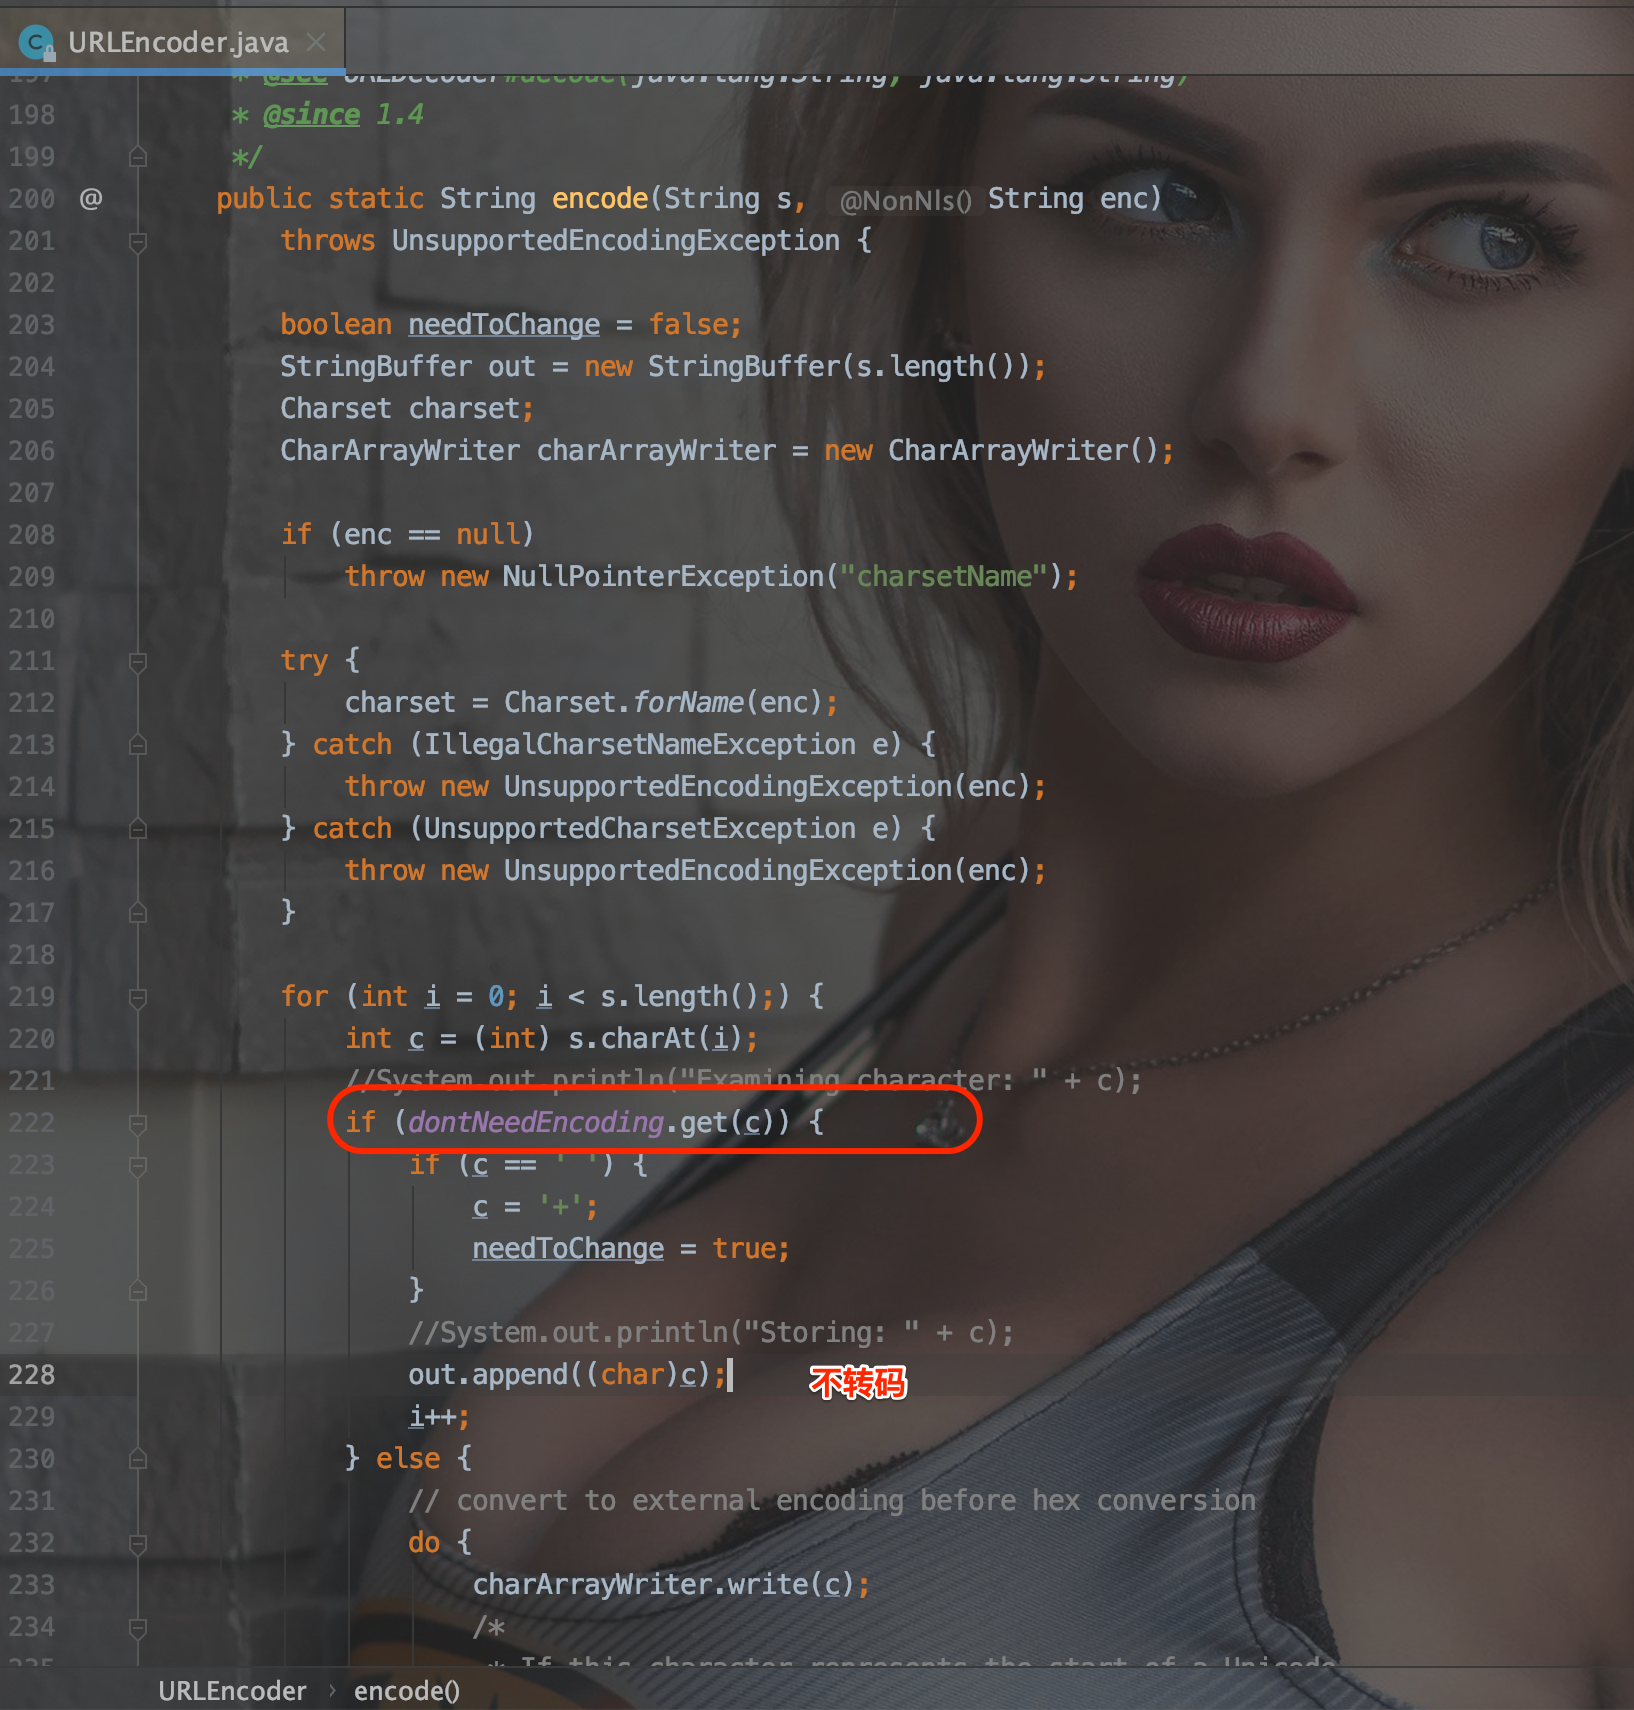 URLEncoder.java
197 * @see URLDecoder#decode(java.lang.String, java.lang.String)
198 * @since 1.4
199 */
200 @ public static String encode(String s, @NonNls() String enc)
201 throws UnsupportedEncodingException {
202
203 boolean needToChange = false;
204 StringBuffer out = new StringBuffer(s.length());
205 Charset charset;
206 CharArrayWriter charArrayWriter = new CharArrayWriter();
207
208 if (enc == null)
209 throw new NullPointerException("charsetName");
210
211 try {
212 charset = Charset.forName(enc);
213 } catch (IllegalCharsetNameException e) {
214 throw new UnsupportedEncodingException(enc);
215 } catch (UnsupportedCharsetException e) {
216 throw new UnsupportedEncodingException(enc);
217 }
218
219 for (int i = 0; i < s.length();) {
220 int c = (int) s.charAt(i);
221 //System.out.println("Examining character: " + c);
222 if (dontNeedEncoding.get(c)) {
223 if (c == ' ') {
224 c = '+';
225 needToChange = true;
226 }
227 //System.out.println("Storing: " + c);
228 out.append((char)c); 不转码
229 i++;
230 } else {
231 // convert to external encoding before hex conversion
232 do {
233 charArrayWriter.write(c);
234 /*
235 * If this character represents the start of a Unicode
URLEncoder › encode()